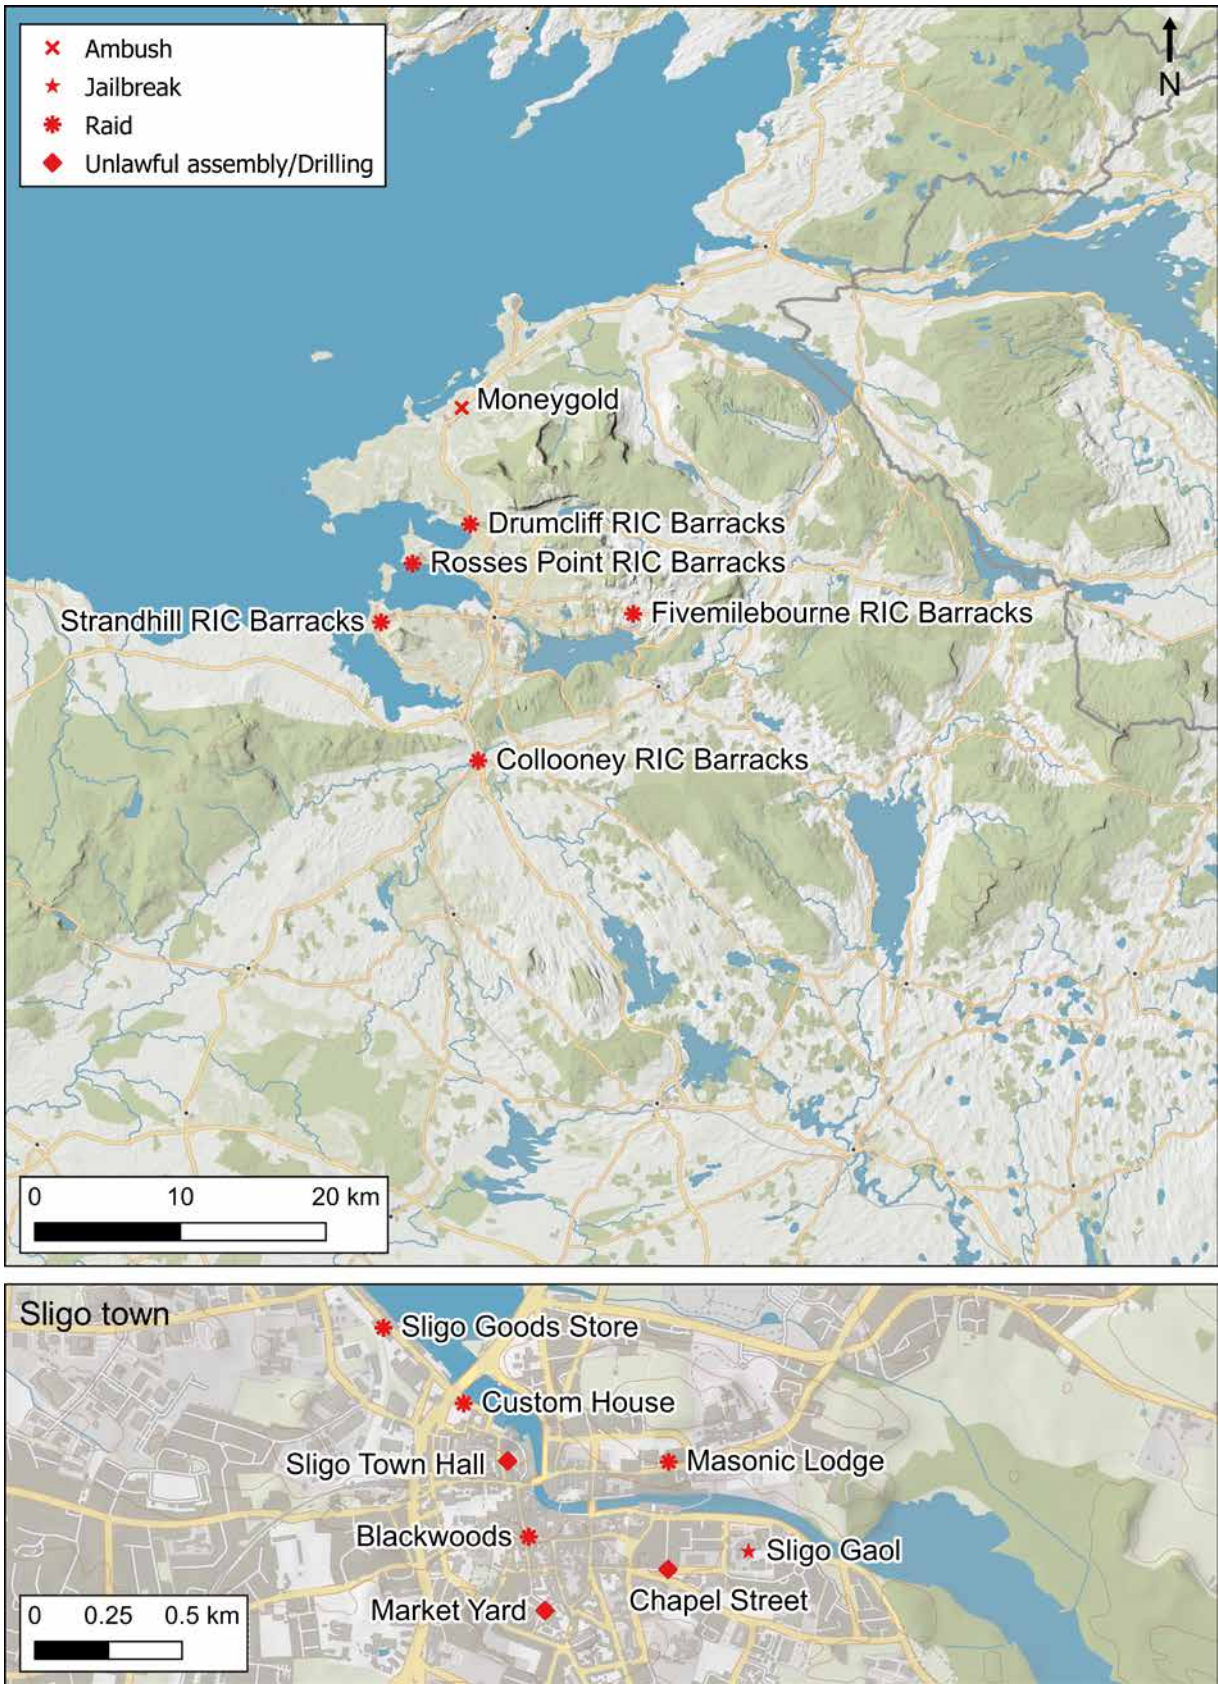 Ambush
Jailbreak
Raid
Unlawful assembly/Drilling
N
Moneygold
Drumcliff RIC Barracks
Rosses Point RIC Barracks
Strandhill RIC Barracks
Fivemilebourne RIC Barracks
Collooney RIC Barracks
0 10 20 km
Sligo town
Sligo Goods Store
Custom House
Sligo Town Hall
Masonic Lodge
Blackwoods
Sligo Gaol
Chapel Street
Market Yard
0 0.25 0.5 km